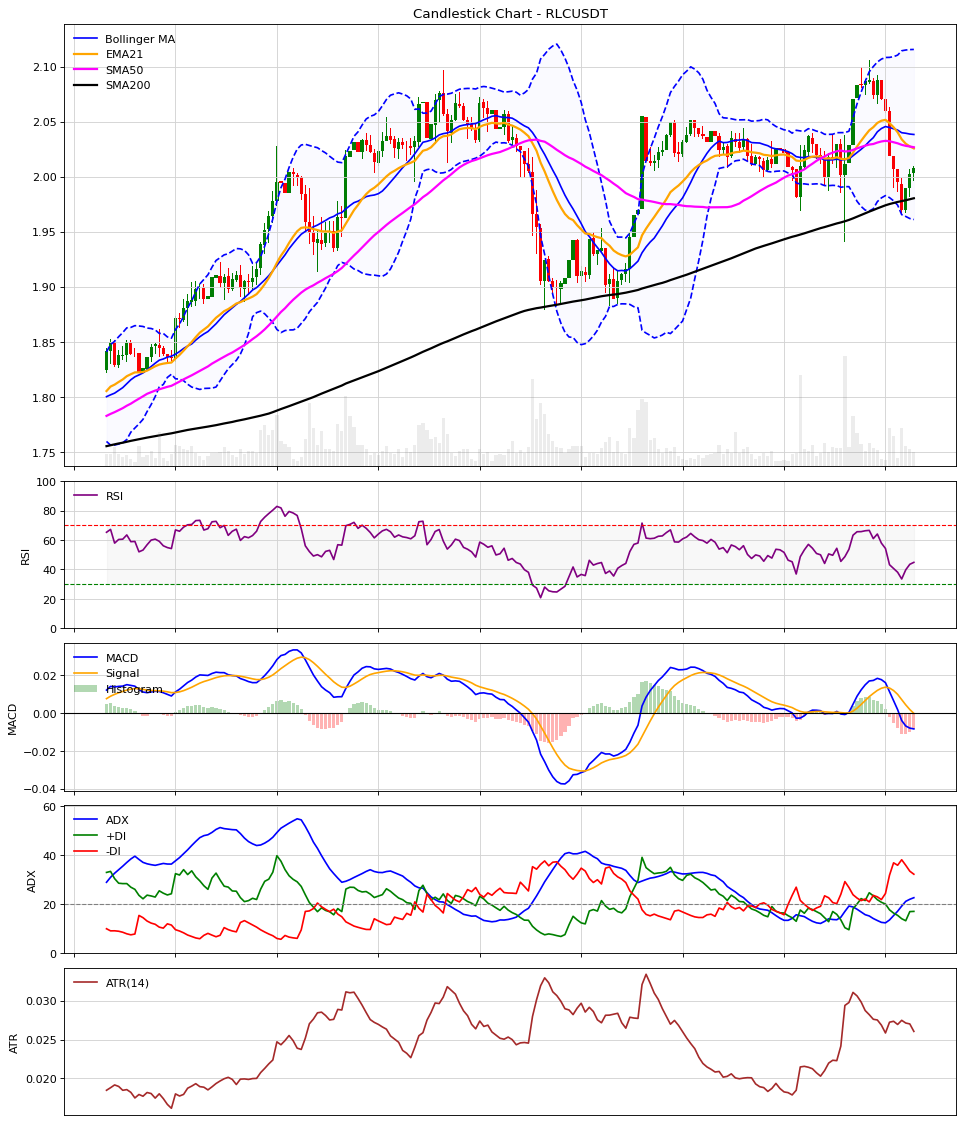 Candlestick Chart - RLCUSDT
Bollinger MA
EMA21
SMA50
SMA200
2.10
2.05
2.00
1.95
1.90
1.85
1.80
1.75
RSI
RSI
100
80
60
40
20
0
MACD
Signal
Histogram
MACD
0.02
0.00
−0.02
−0.04
ADX
+DI
-DI
ADX
60
40
20
0
ATR(14)
ATR
0.030
0.025
0.020